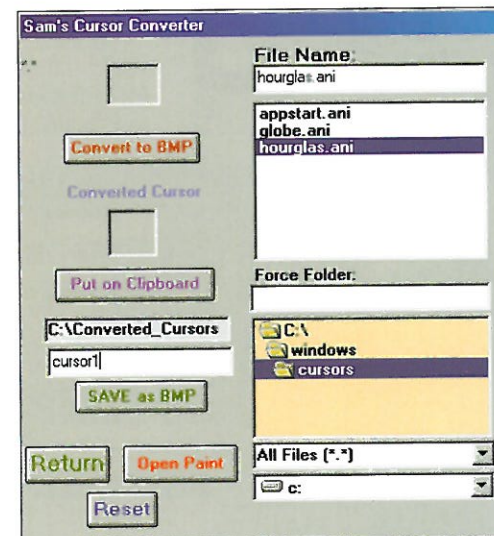 Sam's Cursor Converter
File Name:
hourglas.ani
appstart.ani
globe.ani
hourglas.ani
Convert to BMP
Converted Cursor
Put on Clipboard
Force Folder:
C:\Converted_Cursors
cursor1
SAVE as BMP
C:\
windows
cursors
All Files (*.*)
c:
Return
Open Paint
Reset